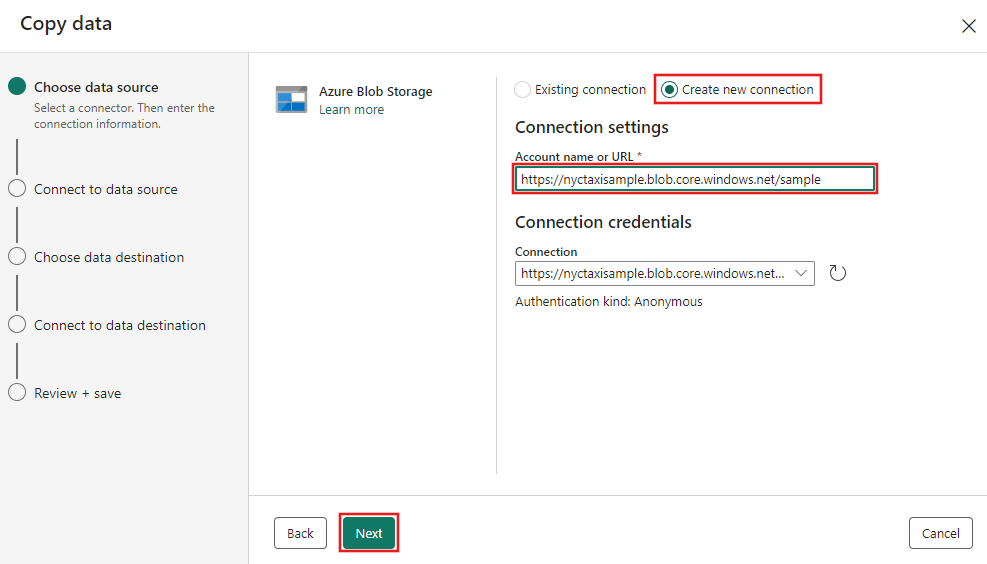 Copy data
Choose data source
Select a connector. Then enter the
connection information.
Connect to data source
Choose data destination
Connect to data destination
Review + save
Azure Blob Storage
Learn more
Existing connection
Create new connection
Connection settings
Account name or URL *
https://nyctaxisample.blob.core.windows.net/sample
Connection credentials
Connection
https://nyctaxisample.blob.core.windows.net...
Authentication kind: Anonymous
Back
Next
Cancel